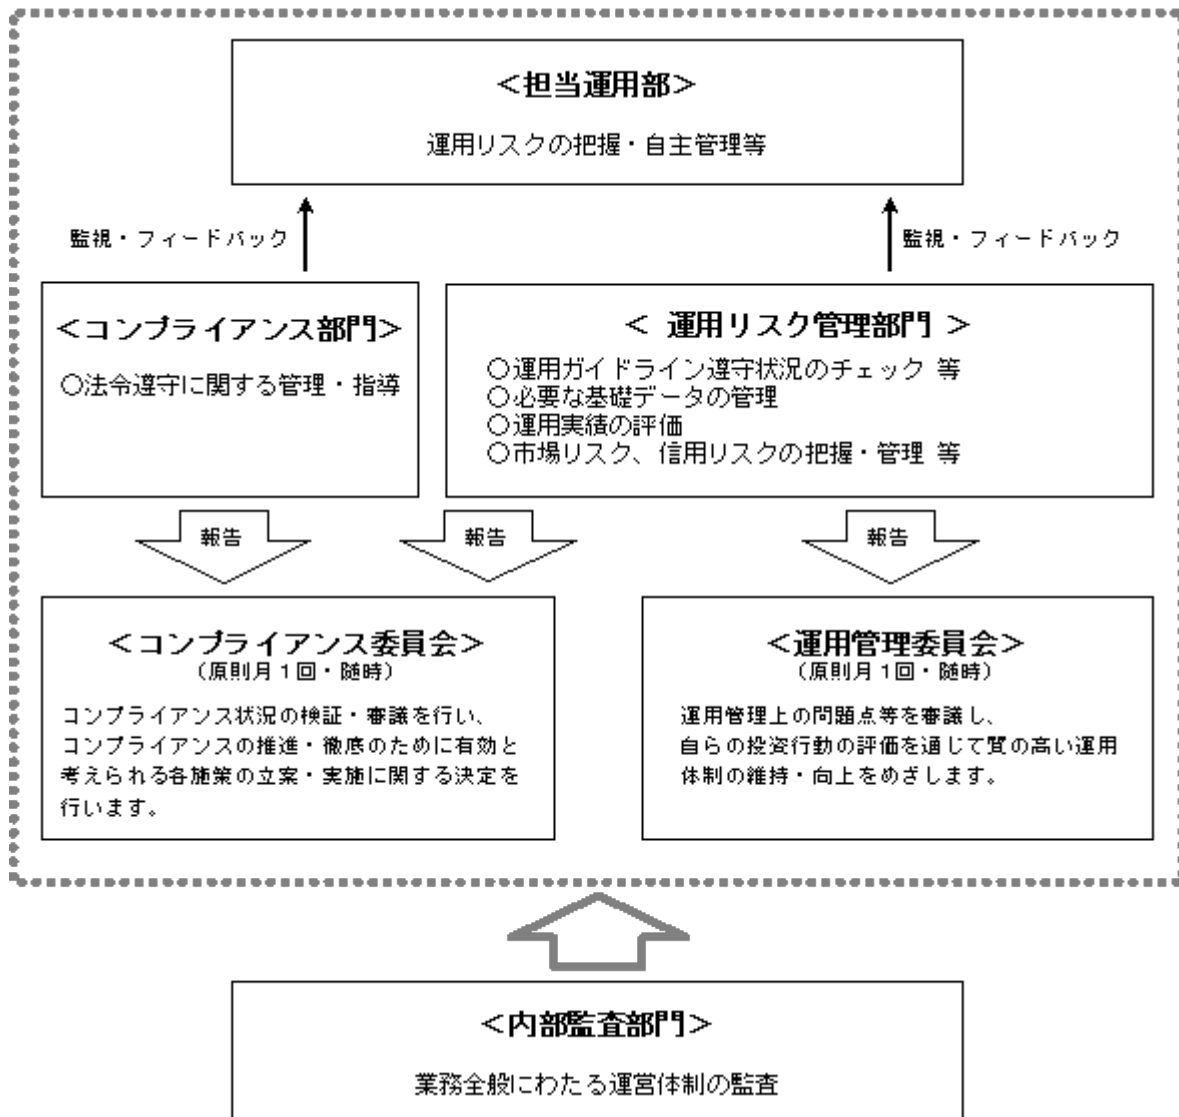 ＜担当運用部＞
運用リスクの把握・自主管理等
監視・フィードバック
監視・フィードバック
＜コンプライアンス部門＞
○法令遵守に関する管理・指導
＜ 運用リスク管理部門 ＞
○運用ガイドライン遵守状況のチェック 等
○必要な基礎データの管理
○運用実績の評価
○市場リスク、信用リスクの把握・管理 等
報告
報告
報告
＜コンプライアンス委員会＞
（原則月１回・随時）
コンプライアンス状況の検証・審議を行い、
コンプライアンスの推進・徹底のために有効と
考えられる各施策の立案・実施に関する決定を
行います。
＜運用管理委員会＞
（原則月１回・随時）
運用管理上の問題点等を審議し、
自らの投資行動の評価を通じて質の高い運用
体制の維持・向上をめざします。
＜内部監査部門＞
業務全般にわたる運営体制の監査